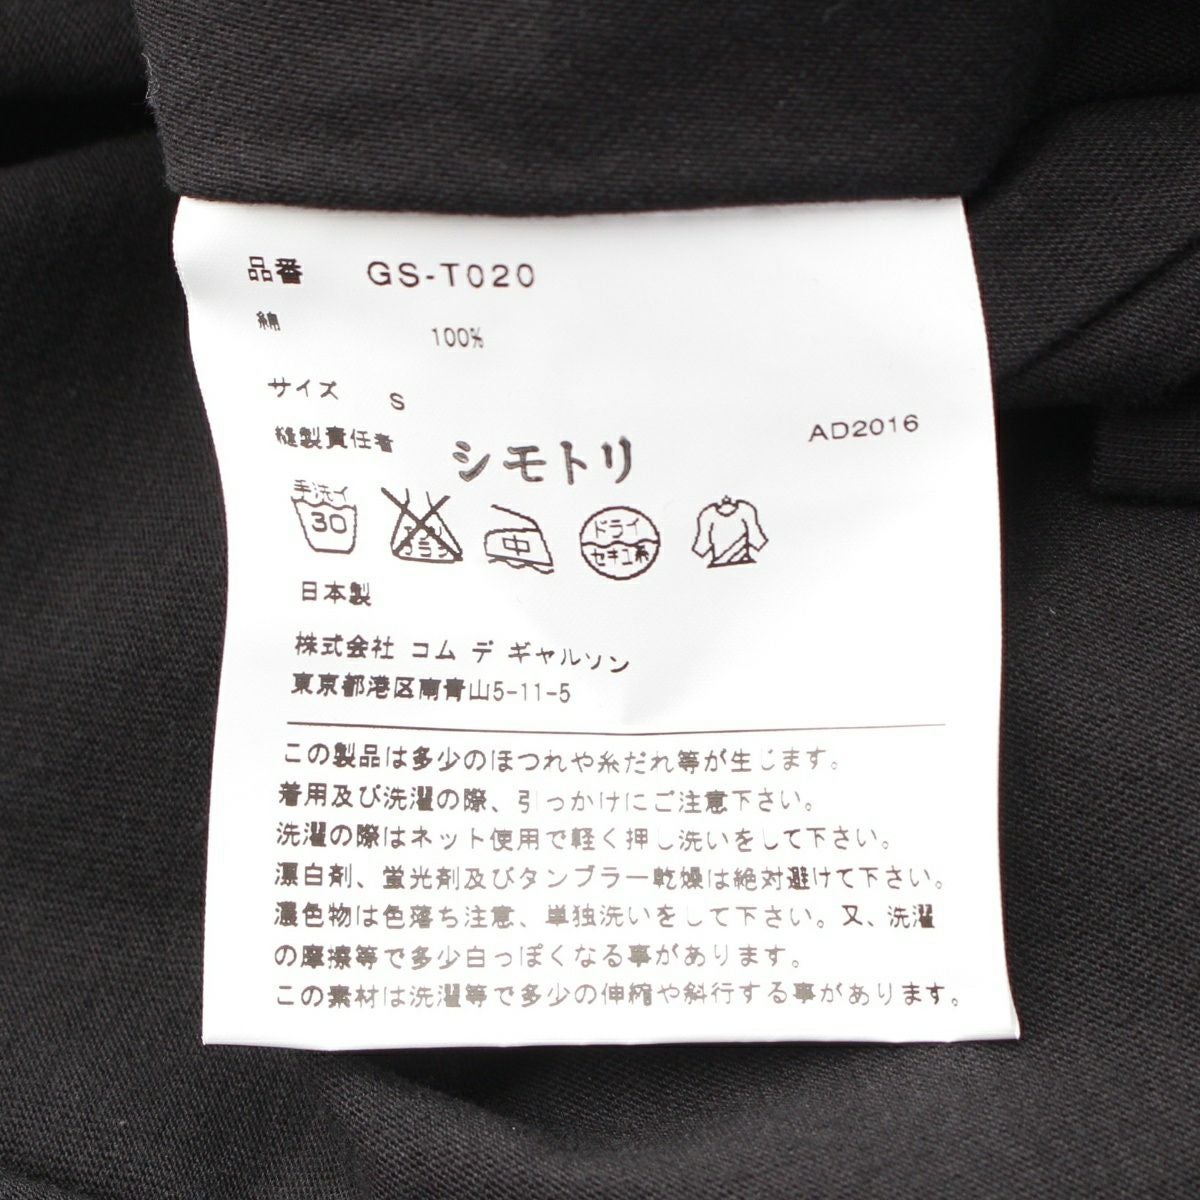 品番 GS-T020
綿 100%
サイズ S
AD2016
縫製責任者 シモトリ
手洗イ
30
エンソ
サラシ
中
ドライ
セキユ系
日本製
株式会社 コム デ ギャルソン
東京都港区南青山5-11-5
この製品は多少のほつれや糸だれ等が生じます。
着用及び洗濯の際、引っかけにご注意下さい。
洗濯の際はネット使用で軽く押し洗いをして下さい。
漂白剤、蛍光剤及びタンブラー乾燥は絶対避けて下さい。
濃色物は色落ち注意、単独洗いをして下さい。又、洗濯
の摩擦等で多少白っぽくなる事があります。
この素材は洗濯等で多少の伸縮や斜行する事があります。